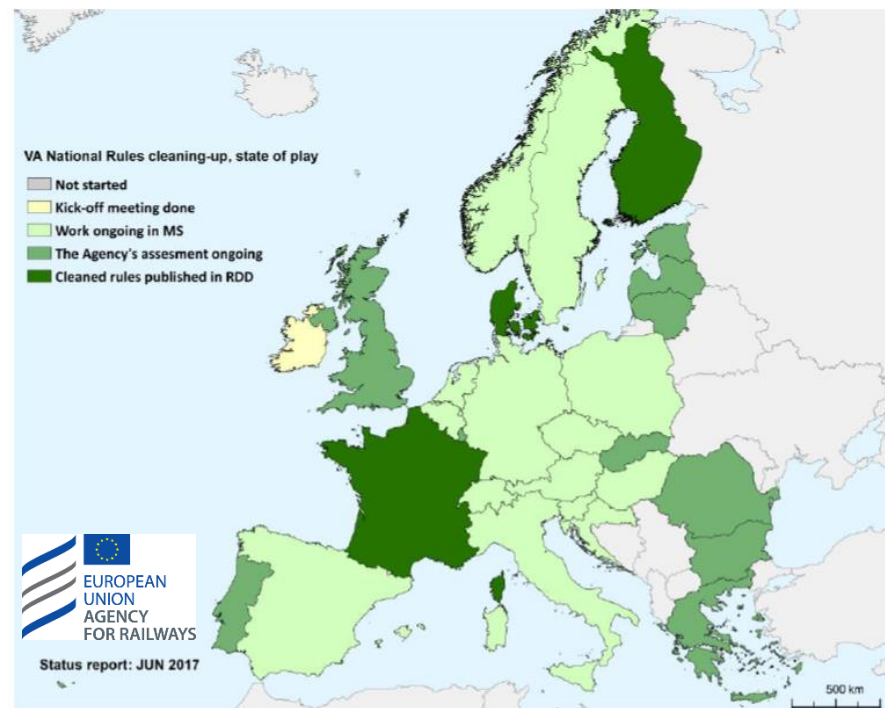 VA National Rules cleaning-up, state of play
Not started
Kick-off meeting done
Work ongoing in MS
The Agency's assesment ongoing
Cleaned rules published in RDD
EUROPEAN
UNION
AGENCY
FOR RAILWAYS
Status report: JUN 2017
500 km